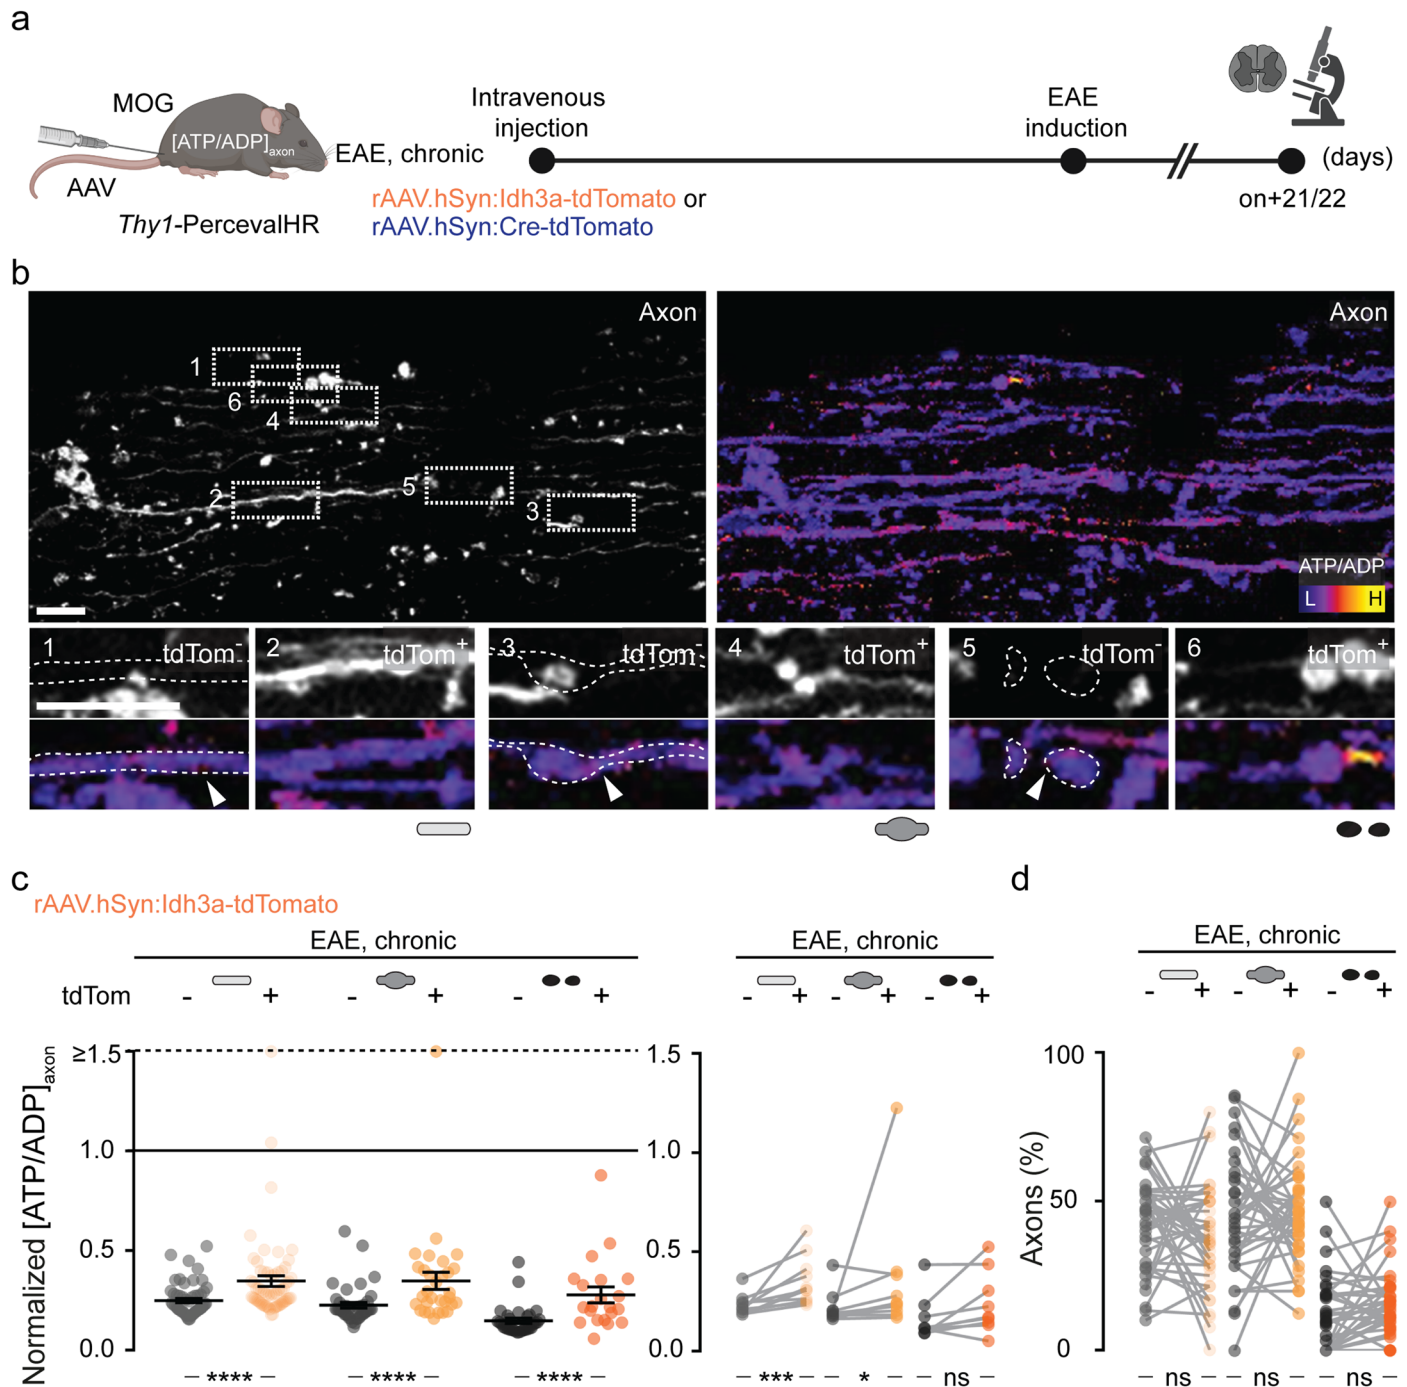 a
MOG
[ATP/ADP]axon
AAV
Thy1-PercevalHR
EAE, chronic
Intravenous
injection
rAAV.hSyn:Idh3a-tdTomato or
rAAV.hSyn:Cre-tdTomato
EAE
induction
(days)
on+21/22
b
Axon
1
6
4
2
5
3
Axon
ATP/ADP
L H
1 tdTom-
2 tdTom+
3 tdTom-
4 tdTom+
5 tdTom-
6 tdTom+
c
rAAV.hSyn:Idh3a-tdTomato
EAE, chronic
tdTom - + - + - +
Normalized [ATP/ADP]axon
≥1.5
1.0
0.5
0.0
**** **** ****
EAE, chronic
- + - + - +
1.5
1.0
0.5
0.0
*** * ns
d
EAE, chronic
- + - + - +
Axons (%)
100
50
0
ns ns ns